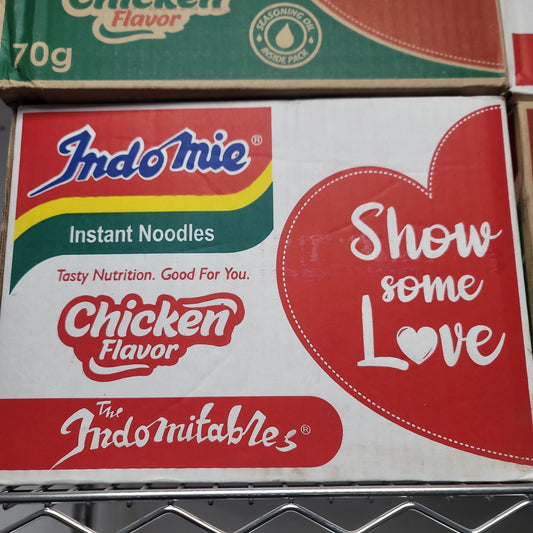 Chicken
Flavor
70g
SEASONING OIL
INSIDE PACK
Indomie®
Instant Noodles
Tasty Nutrition. Good For You.
Chicken
Flavor
The
Indomitables®
Show
some
Love